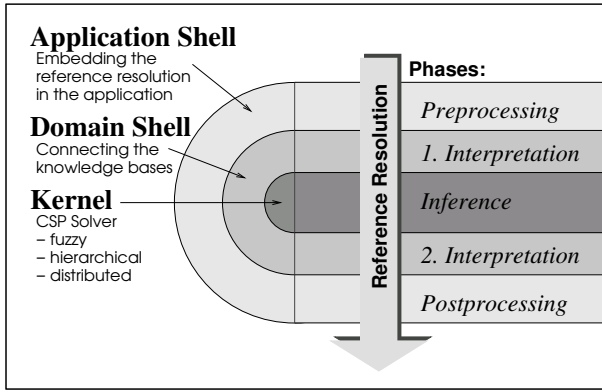 Application Shell
Embedding the
reference resolution
in the application
Domain Shell
Connecting the
knowledge bases
Kernel
CSP Solver
– fuzzy
– hierarchical
– distributed
Reference Resolution
Phases:
Preprocessing
1. Interpretation
Inference
2. Interpretation
Postprocessing